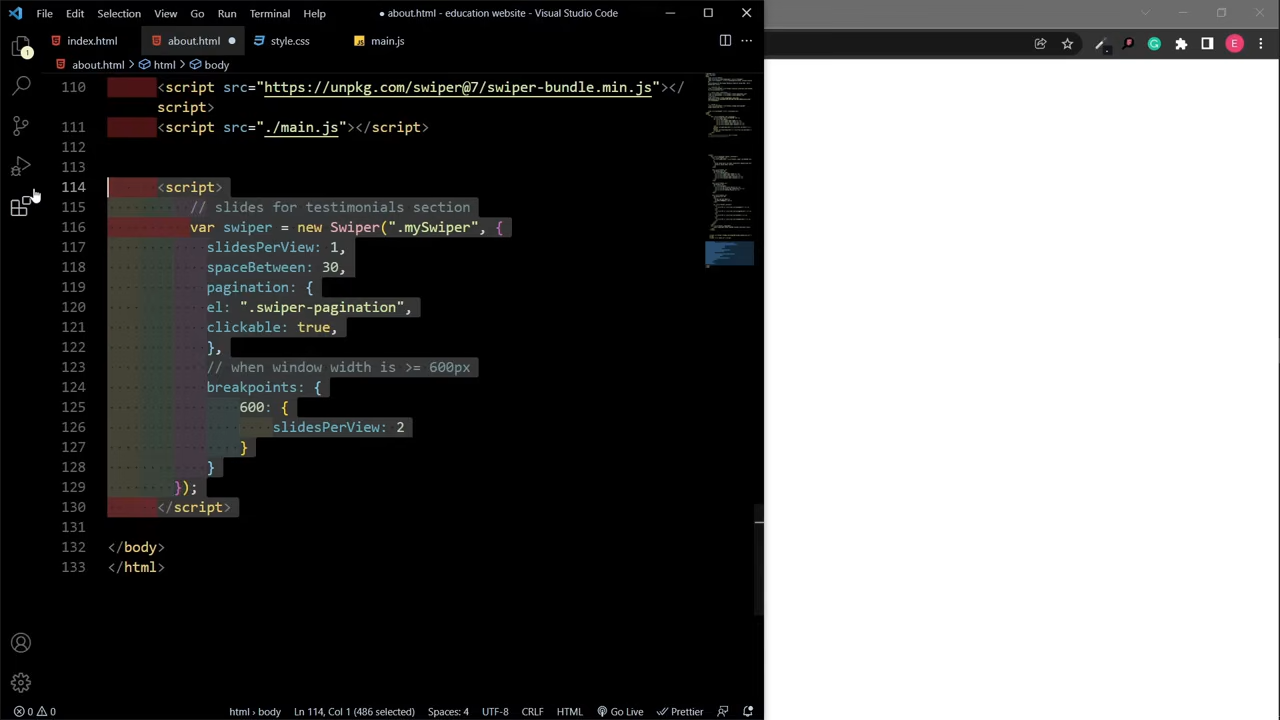 File Edit Selection View Go Run Terminal Help
● about.html - education website - Visual Studio Code
index.html about.html ● style.css main.js
about.html > html > body
110 <script src="https://unpkg.com/swiper@7/swiper-bundle.min.js"></
script>
111 <script src="./main.js"></script>
112
113
114 <script>
115 slides for testimonials
116 swiper = new Swiper(".mySwiper", {
117 slidesPerView: 1,
118 spaceBetween: 30,
119 pagination: {
120 el: ".swiper-pagination",
121 clickable: true,
122 },
123 // when window width is >= 600px
124 breakpoints: {
125 600: {
126 slidesPerView: 2
127 }
128 }
129 });
130 </script>
131
132 </body>
133 </html>
0 0 html › body Ln 114, Col 1 (486 selected) Spaces: 4 UTF-8 CRLF HTML Go Live Prettier
1
G
E